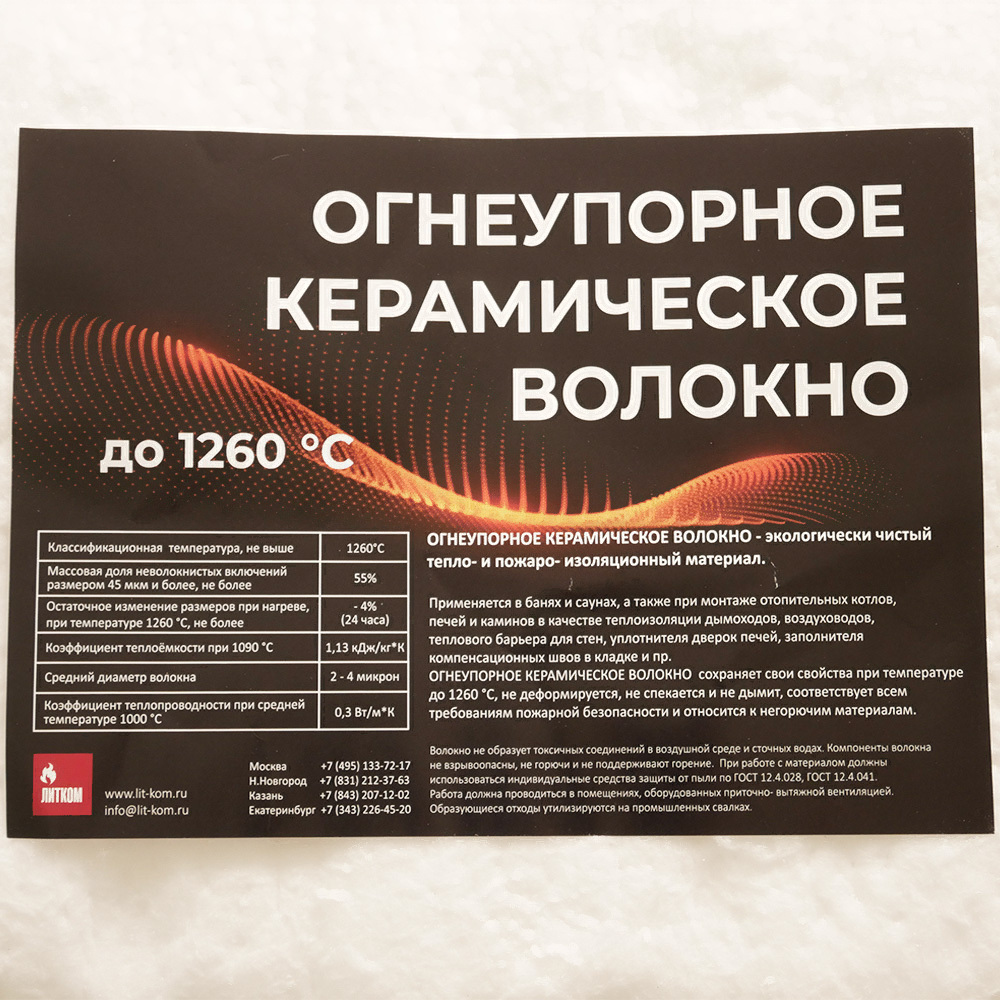 ОГНЕУПОРНОЕ
КЕРАМИЧЕСКОЕ
ВОЛОКНО
до 1260 °С
Классификационная температура, не выше 1260°С
Массовая доля неволокнистых включений
размером 45 мкм и более, не более 55%
Остаточное изменение размеров при нагреве, - 4%
при температуре 1260 °С, не более (24 часа)
Коэффициент теплоёмкости при 1090 °С 1,13 кДж/кг*К
Средний диаметр волокна 2 - 4 микрон
Коэффициент теплопроводности при средней
температуре 1000 °С 0,3 Вт/м*К
ОГНЕУПОРНОЕ КЕРАМИЧЕСКОЕ ВОЛОКНО - экологически чистый
тепло- и пожаро- изоляционный материал.
Применяется в банях и саунах, а также при монтаже отопительных котлов,
печей и каминов в качестве теплоизоляции дымоходов, воздуховодов,
теплового барьера для стен, уплотнителя дверок печей, заполнителя
компенсационных швов в кладке и пр.
ОГНЕУПОРНОЕ КЕРАМИЧЕСКОЕ ВОЛОКНО сохраняет свои свойства при температуре
до 1260 °С, не деформируется, не спекается и не дымит, соответствует всем
требованиям пожарной безопасности и относится к негорючим материалам.
Волокно не образует токсичных соединений в воздушной среде и сточных водах. Компоненты волокна
не взрывоопасны, не горючи и не поддерживают горение. При работе с материалом должны
использоваться индивидуальные средства защиты от пыли по ГОСТ 12.4.028, ГОСТ 12.4.041.
Работа должна проводиться в помещениях, оборудованных приточно- вытяжной вентиляцией.
Образующиеся отходы утилизируются на промышленных свалках.
ЛИТКОМ
www.lit-kom.ru
info@lit-kom.ru
Москва +7 (495) 133-72-17
Н.Новгород +7 (831) 212-37-63
Казань +7 (843) 207-12-02
Екатеринбург +7 (343) 226-45-20